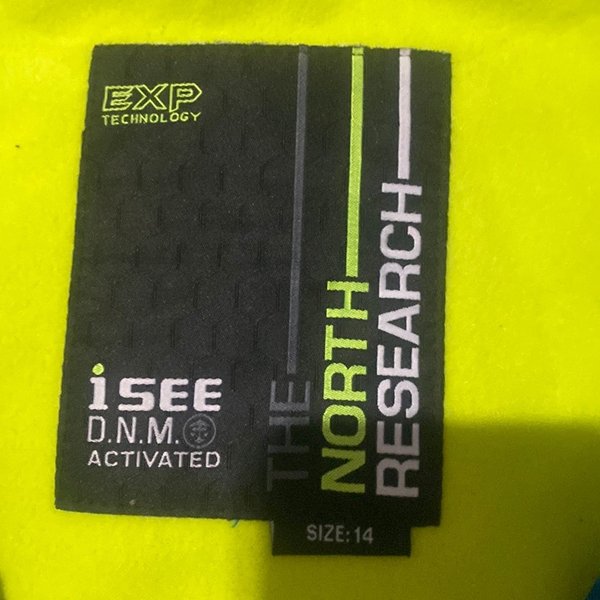 EXP
TECHNOLOGY
iSEE
D.N.M.
ACTIVATED
THE
NORTH
RESEARCH
SIZE: 14